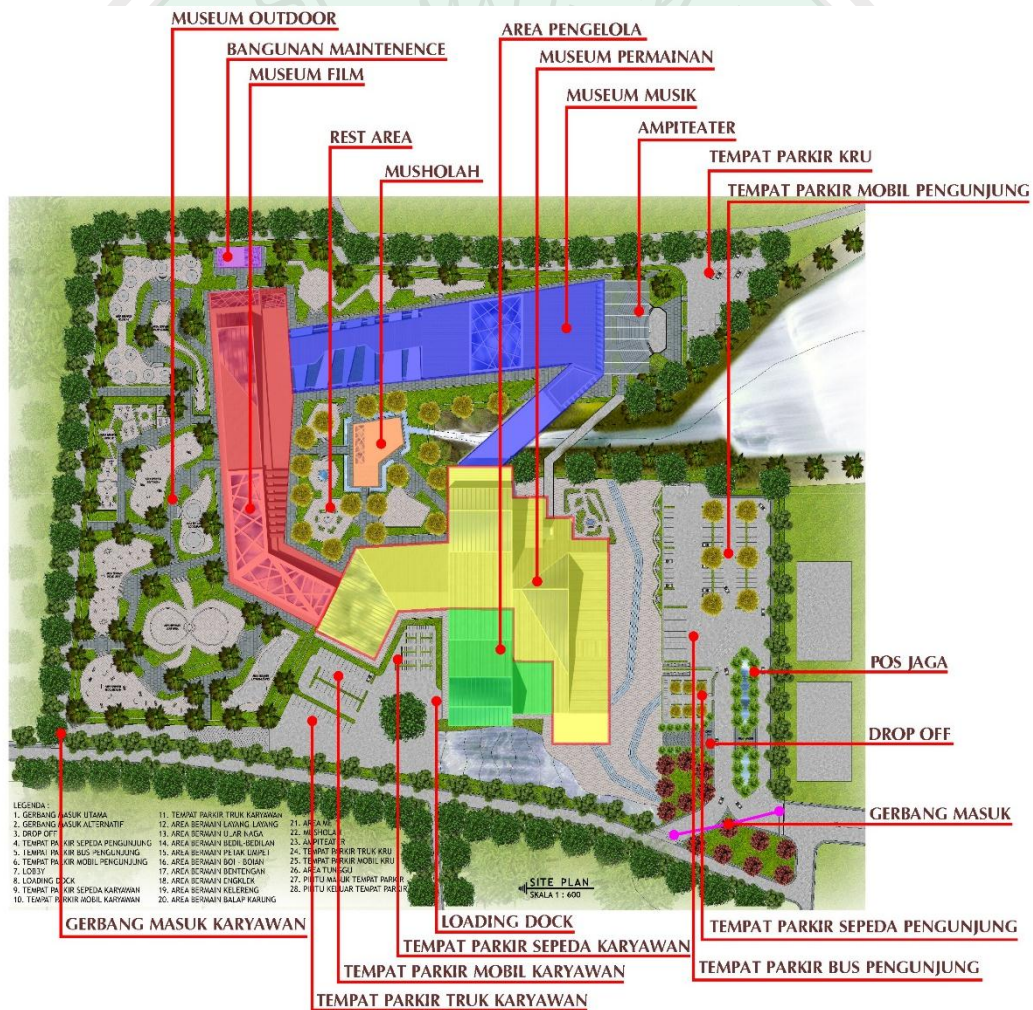 MUSEUM OUTDOOR
AREA PENGELOLA
BANGUNAN MAINTENENCE
MUSEUM PERMAINAN
MUSEUM FILM
MUSEUM MUSIK
REST AREA
AMPITEATER
TEMPAT PARKIR KRU
MUSHOLAH
TEMPAT PARKIR MOBIL PENGUNJUNG
POS JAGA
DROP OFF
GERBANG MASUK
LEGENDA :
1. GERBANG MASUK UTAMA
2. GERBANG MASUK ALTERNATIF
3. DROP OFF
4. TEMPAT PARKIR SEPEDA PENGUNJUNG
5. TEMPAT PARKIR BUS PENGUNJUNG
6. TEMPAT PARKIR MOBIL PENGUNJUNG
7. LOBBY
8. LOADING DOCK
9. TEMPAT PARKIR SEPEDA KARYAWAN
10. TEMPAT PARKIR MOBIL KARYAWAN
11. TEMPAT PARKIR TRUK KARYAWAN
12. AREA BERMAIN LAYANG LAYANG
13. AREA BERMAIN ULAR NAGA
14. AREA BERMAIN BEDIL-BEDILAN
15. AREA BERMAIN PETAK UMPET
16. AREA BERMAIN BOI - BOIAN
17. AREA BERMAIN BENTENGAN
18. AREA BERMAIN ENGKLEK
19. AREA BERMAIN KELERENG
20. AREA BERMAIN BALAP KARUNG
21. AREA ME
22. MUSHOLAH
23. AMPITEATER
24. TEMPAT PARKIR TRUK KRU
25. TEMPAT PARKIR MOBIL KRU
26. AREA TUNGGU
27. PINTU MASUK TEMPAT PARKIR
28. PINTU KELUAR TEMPAT PARKIR
SITE PLAN
SKALA 1 : 600
GERBANG MASUK KARYAWAN
LOADING DOCK
TEMPAT PARKIR SEPEDA PENGUNJUNG
TEMPAT PARKIR SEPEDA KARYAWAN
TEMPAT PARKIR BUS PENGUNJUNG
TEMPAT PARKIR MOBIL KARYAWAN
TEMPAT PARKIR TRUK KARYAWAN